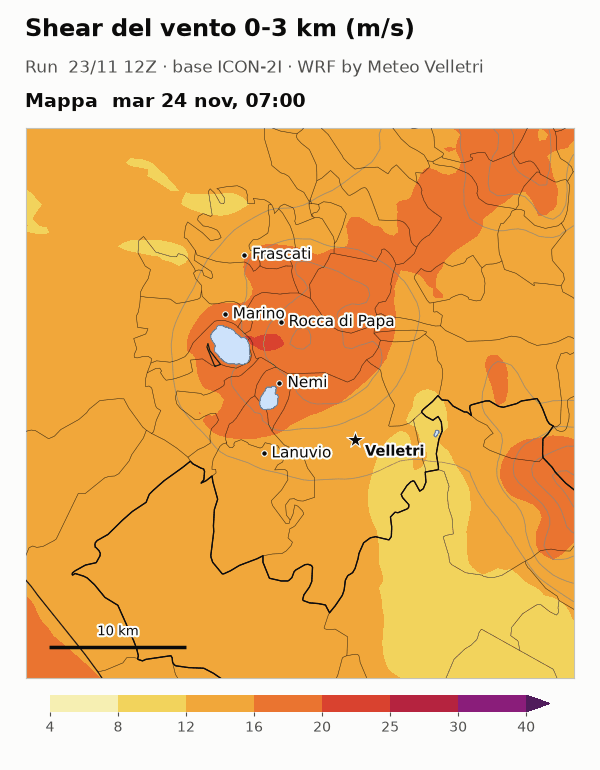 Shear del vento 0-3 km (m/s)
Run  23/11 12Z · base ICON-2I · WRF by Meteo Velletri
Mappa  mar 24 nov, 07:00
Frascati
Marino
Rocca di Papa
Nemi
Velletri
Lanuvio
10 km
4 8 12 16 20 25 30 40